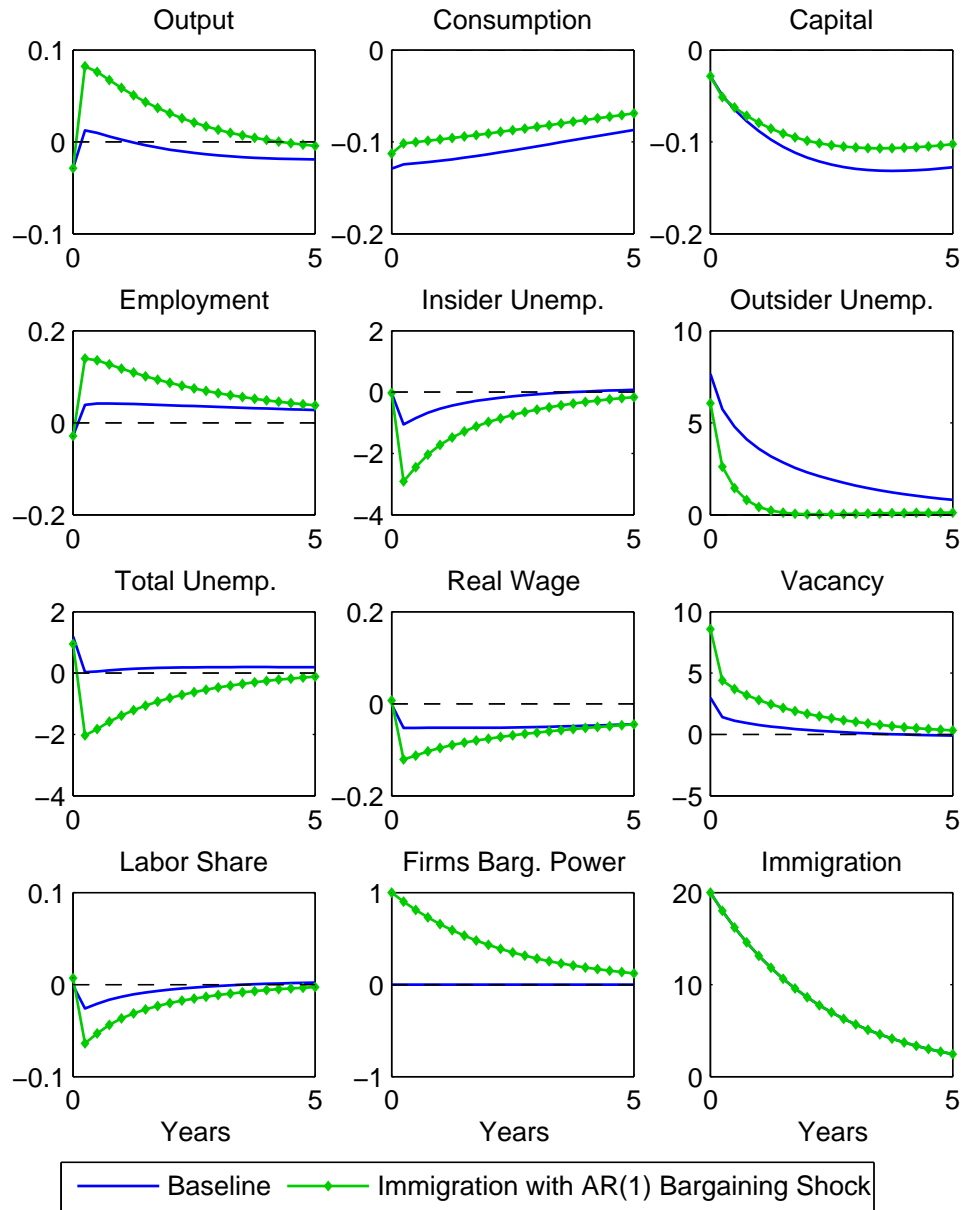 Output Consumption Capital
0.1 0 0
0 −0.1 −0.1
−0.1 −0.2 −0.2
0 5 0 5 0 5
Employment Insider Unemp. Outsider Unemp.
0.2 2 10
0 0 5
−2
−0.2 −4 0
0 5 0 5 0 5
Total Unemp. Real Wage Vacancy
2 0.2 10
0 0 5
−2 0
−4 −0.2 −5
0 5 0 5 0 5
Labor Share Firms Barg. Power Immigration
0.1 1 20
0 0 10
−0.1 −1 0
0 5 0 5 0 5
Years Years Years
Baseline Immigration with AR(1) Bargaining Shock